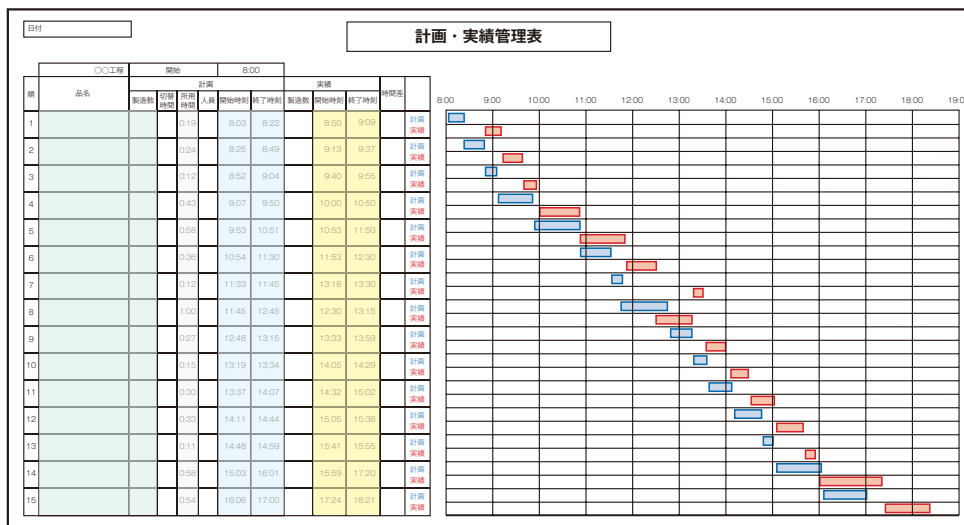 日付
計画・実績管理表
○○工程 開始 8:00
順 品名 計画 実績 時間差
製造数 切替時間 所用時間 人員 開始時刻 終了時刻 製造数 開始時刻 終了時刻
8:00 9:00 10:00 11:00 12:00 13:00 14:00 15:00 16:00 17:00 18:00 19:0
1 0:19 8:03 8:22 8:50 9:09 計画
実績
2 0:24 8:25 8:49 9:13 9:37 計画
実績
3 0:12 8:52 9:04 9:40 9:55 計画
実績
4 0:43 9:07 9:50 10:00 10:50 計画
実績
5 0:58 9:53 10:51 10:53 11:50 計画
実績
6 0:36 10:54 11:30 11:53 12:30 計画
実績
7 0:12 11:33 11:45 13:18 13:30 計画
実績
8 1:00 11:45 12:45 12:30 13:15 計画
実績
9 0:27 12:48 13:15 13:33 13:59 計画
実績
10 0:15 13:19 13:34 14:05 14:29 計画
実績
11 0:30 13:37 14:07 14:32 15:02 計画
実績
12 0:33 14:11 14:44 15:05 15:38 計画
実績
13 0:11 14:48 14:59 15:41 15:55 計画
実績
14 0:58 15:03 16:01 15:59 17:20 計画
実績
15 0:54 16:06 17:00 17:24 18:21 計画
実績